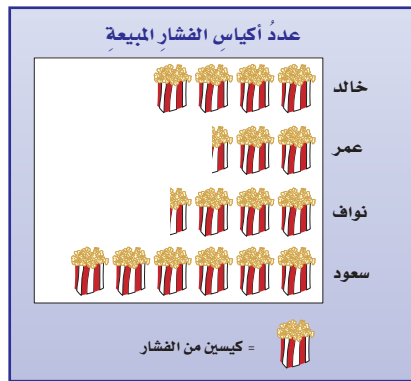 عددُ أكياسِ الفشارِ المبيعةِ
خالد
عمر
نواف
سعود
= كيسين من الفشار